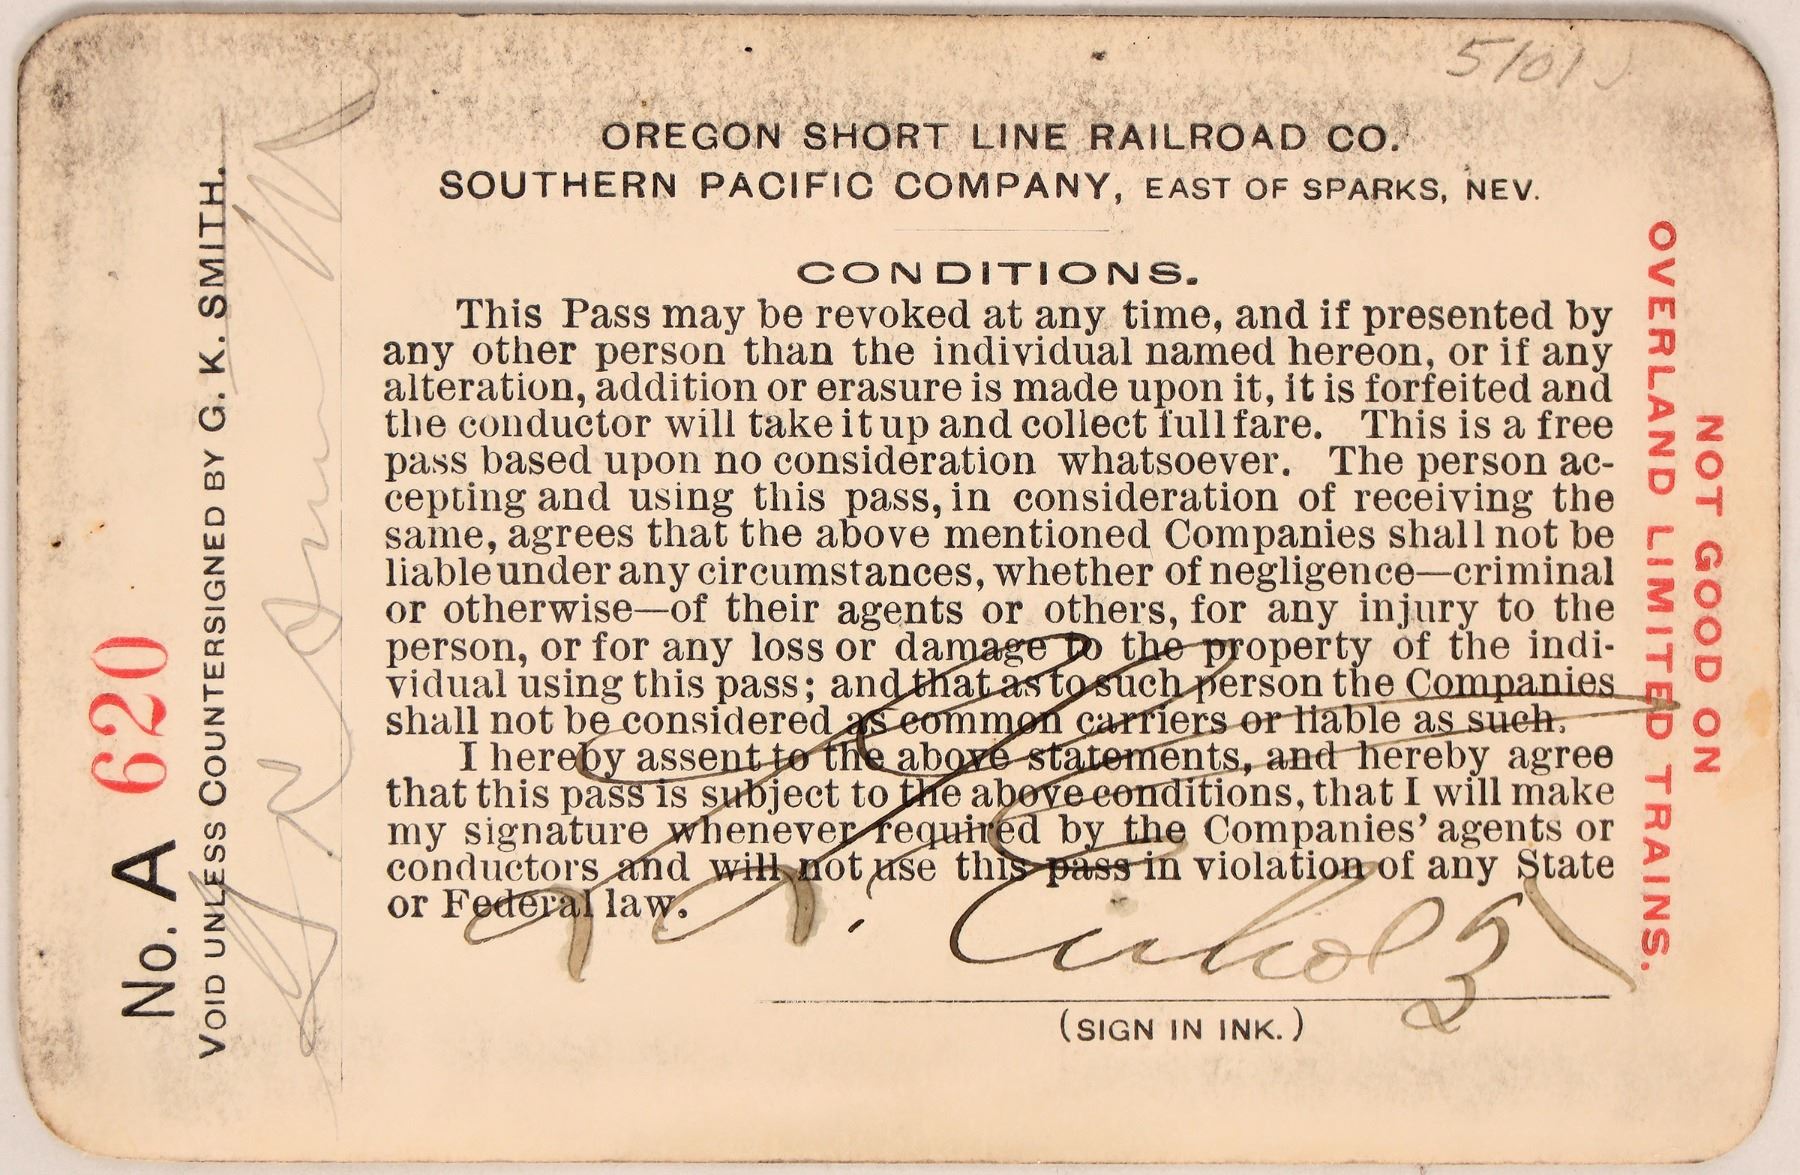 5101
OREGON SHORT LINE RAILROAD CO.
SOUTHERN PACIFIC COMPANY, EAST OF SPARKS, NEV.
CONDITIONS.
This Pass may be revoked at any time, and if presented by
any other person than the individual named hereon, or if any
alteration, addition or erasure is made upon it, it is forfeited and
the conductor will take it up and collect full fare. This is a free
pass based upon no consideration whatsoever. The person ac-
cepting and using this pass, in consideration of receiving the
same, agrees that the above mentioned Companies shall not be
liable under any circumstances, whether of negligence—criminal
or otherwise—of their agents or others, for any injury to the
person, or for any loss or damage to the property of the indi-
vidual using this pass; and that as to such person the Companies
shall not be considered as common carriers or liable as such.
I hereby assent to the above statements, and hereby agree
that this pass is subject to the above conditions, that I will make
my signature whenever required by the Companies' agents or
conductors and will not use this pass in violation of any State
or Federal law.
(SIGN IN INK.)
No. A 620
VOID UNLESS COUNTERSIGNED BY G. K. SMITH.
NOT GOOD ON
OVERLAND LIMITED TRAINS.